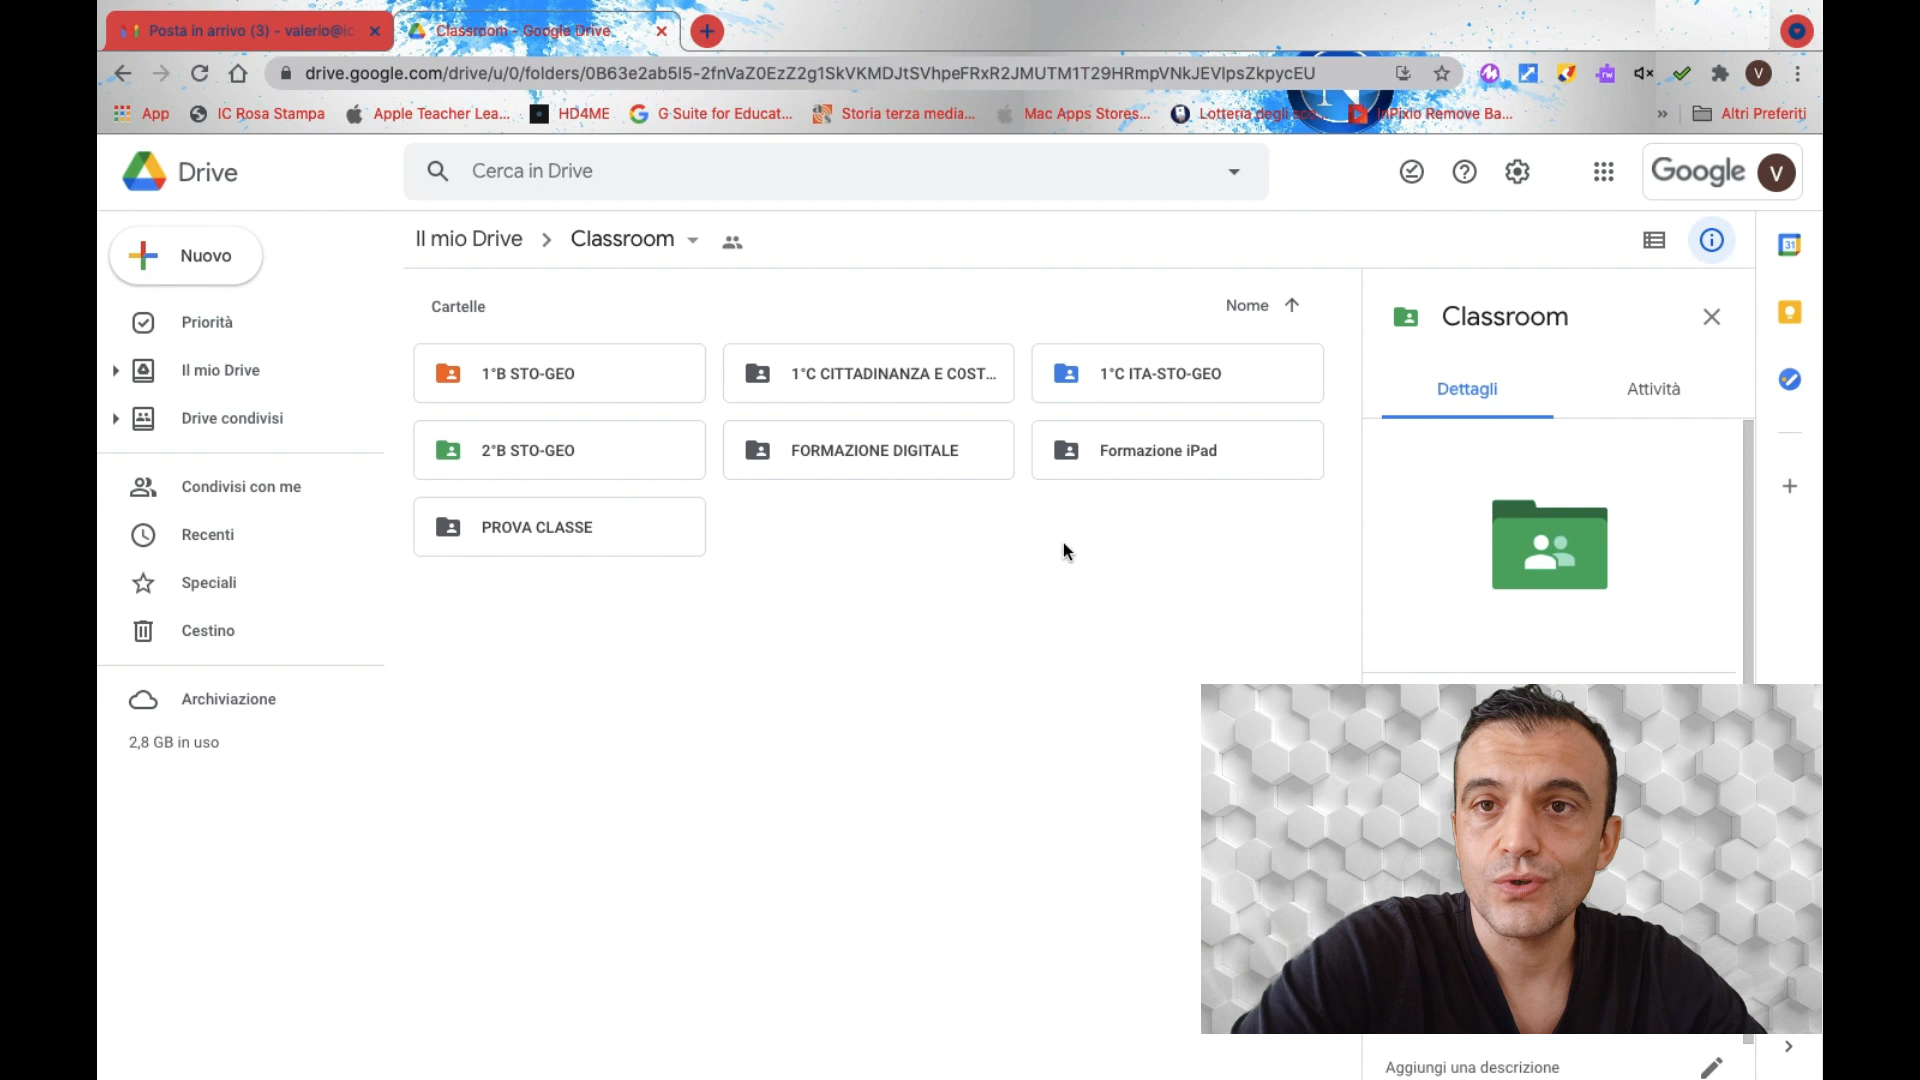 Posta in arrivo (3) - valerio@ic
Classroom - Google Drive
drive.google.com/drive/u/0/folders/0B63e2ab5l5-2fnVaZ0EzZ2g1SkVKMDJtSVhpeFRxR2JMUTM1T29HRmpVNkJEVlpsZkpycEU
V
App
IC Rosa Stampa
Apple Teacher Lea...
HD4ME
G Suite for Educat...
Storia terza media...
Mac Apps Stores...
Lotteria degli
InPixio Remove Ba...
»
Altri Preferiti
Drive
Cerca in Drive
Google
V
Nuovo
Il mio Drive
Classroom
Priorità
Il mio Drive
Drive condivisi
Condivisi con me
Recenti
Speciali
Cestino
Archiviazione
2,8 GB in uso
Cartelle
Nome
1°B STO-GEO
1°C CITTADINANZA E COST...
1°C ITA-STO-GEO
2°B STO-GEO
FORMAZIONE DIGITALE
Formazione iPad
PROVA CLASSE
Classroom
Dettagli
Attività
31
Aggiungi una descrizione